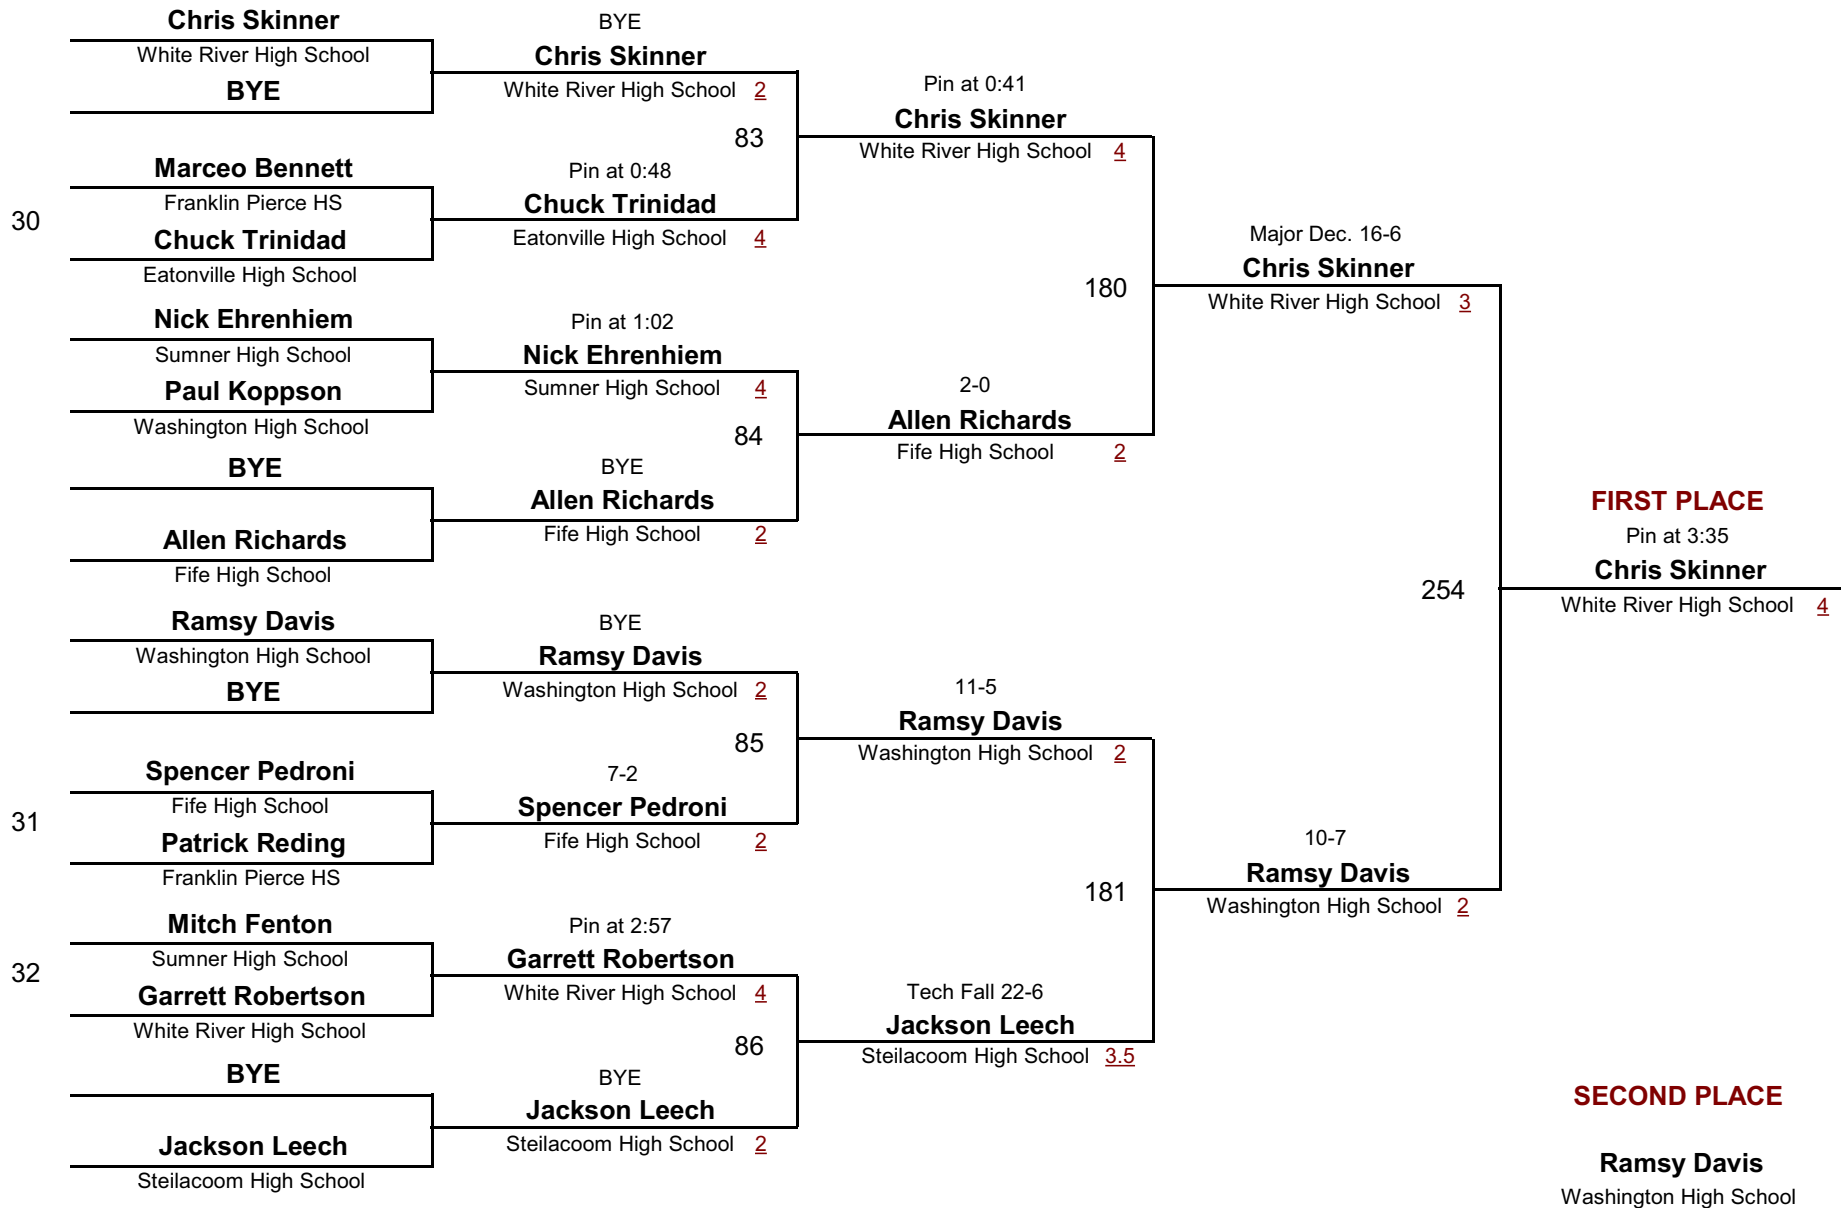 Chris Skinner
White River High School
BYE
30
Marceo Bennett
Franklin Pierce HS
Chuck Trinidad
Eatonville High School
Nick Ehrenhiem
Sumner High School
Paul Koppson
Washington High School
BYE
Allen Richards
Fife High School
Ramsy Davis
Washington High School
BYE
31
Spencer Pedroni
Fife High School
Patrick Reding
Franklin Pierce HS
32
Mitch Fenton
Sumner High School
Garrett Robertson
White River High School
BYE
Jackson Leech
Steilacoom High School
BYE
Chris Skinner
White River High School 2
83
Pin at 0:48
Chuck Trinidad
Eatonville High School 4
Pin at 1:02
Nick Ehrenhiem
Sumner High School 4
84
BYE
Allen Richards
Fife High School 2
BYE
Ramsy Davis
Washington High School 2
85
7-2
Spencer Pedroni
Fife High School 2
Pin at 2:57
Garrett Robertson
White River High School 4
86
BYE
Jackson Leech
Steilacoom High School 2
Pin at 0:41
Chris Skinner
White River High School 4
180
2-0
Allen Richards
Fife High School 2
11-5
Ramsy Davis
Washington High School 2
181
Tech Fall 22-6
Jackson Leech
Steilacoom High School 3.5
Major Dec. 16-6
Chris Skinner
White River High School 3
254
10-7
Ramsy Davis
Washington High School 2
FIRST PLACE
Pin at 3:35
Chris Skinner
White River High School 4
SECOND PLACE
Ramsy Davis
Washington High School